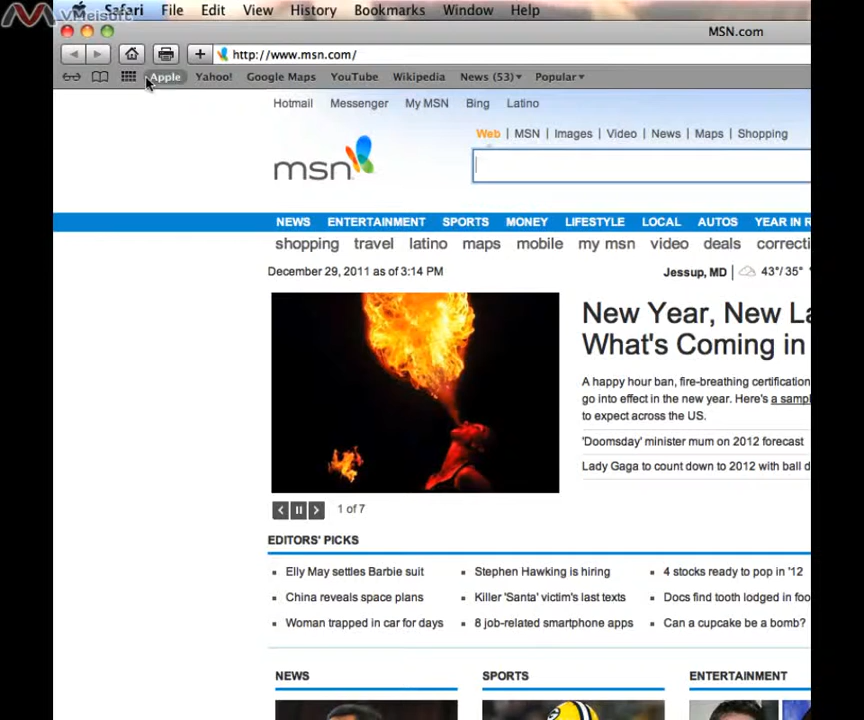 Safari File Edit View History Bookmarks Window Help
VMeisoft
MSN.com
http://www.msn.com/
Apple Yahoo! Google Maps YouTube Wikipedia News (53) Popular
Hotmail Messenger My MSN Bing Latino
Web | MSN | Images | Video | News | Maps | Shopping
msn
NEWS ENTERTAINMENT SPORTS MONEY LIFESTYLE LOCAL AUTOS YEAR IN R
shopping travel latino maps mobile my msn video deals correcti
December 29, 2011 as of 3:14 PM
Jessup, MD | 43°/ 35°
New Year, New La
What's Coming in
A happy hour ban, fire-breathing certification
go into effect in the new year. Here's a samp
to expect across the US.
'Doomsday' minister mum on 2012 forecast
Lady Gaga to count down to 2012 with ball d
1 of 7
EDITORS' PICKS
Elly May settles Barbie suit Stephen Hawking is hiring 4 stocks ready to pop in '12
China reveals space plans Killer 'Santa' victim's last texts Docs find tooth lodged in foo
Woman trapped in car for days 8 job-related smartphone apps Can a cupcake be a bomb?
NEWS SPORTS ENTERTAINMENT